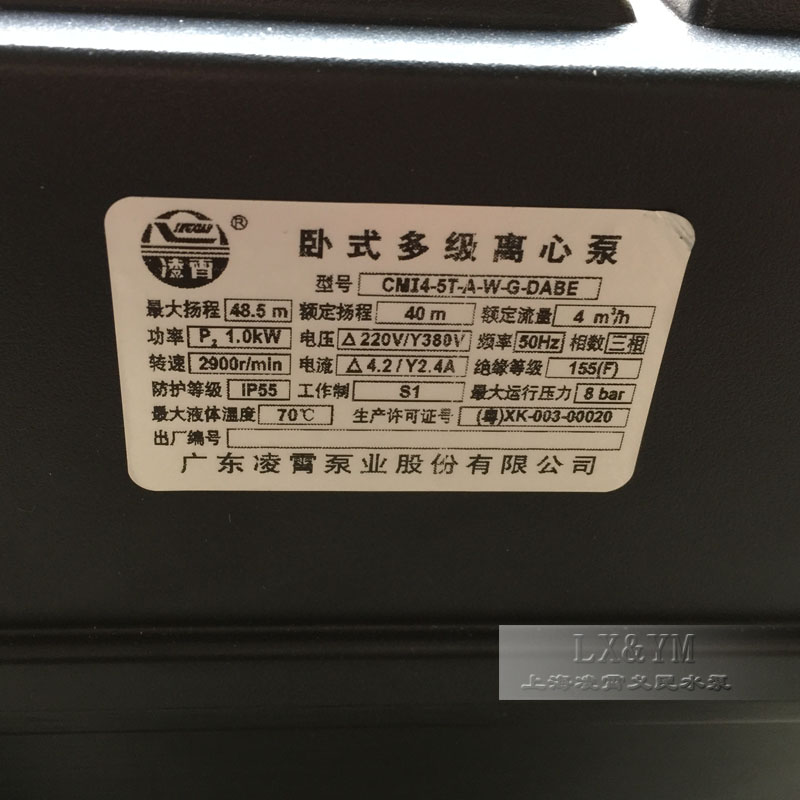 LINGXIAO ®
凌霄
卧式多级离心泵
型号 CMI4-5T-A-W-G-DABE
最大扬程 48.5 m 额定扬程 40 m 额定流量 4 m³/h
功率 P₂ 1.0kW 电压 △220V/Y380V 频率 50Hz 相数 三相
转速 2900r/min 电流 △4.2/Y2.4A 绝缘等级 155(F)
防护等级 IP55 工作制 S1 最大运行压力 8 bar
最大液体温度 70℃ 生产许可证号 (粤)XK-003-00020
出厂编号
广东凌霄泵业股份有限公司
LX&YM
上海凌霄义民水泵